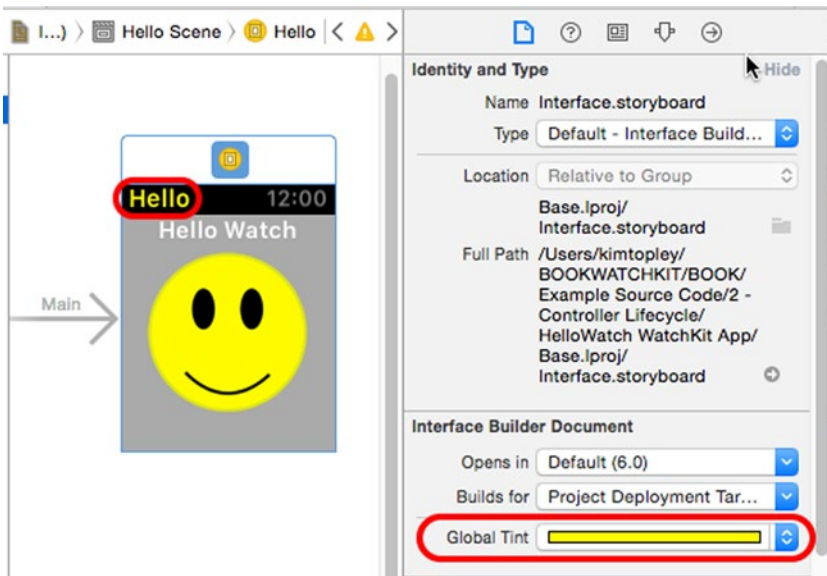 I...) 〉 Hello Scene 〉 Hello
Hello 12:00
Hello Watch
Main
Identity and Type Hide
Name Interface.storyboard
Type Default - Interface Build...
Location Relative to Group
Base.lproj/
Interface.storyboard
Full Path /Users/kimtopley/
BOOKWATCHKIT/BOOK/
Example Source Code/2 -
Controller Lifecycle/
HelloWatch WatchKit App/
Base.lproj/
Interface.storyboard
Interface Builder Document
Opens in Default (6.0)
Builds for Project Deployment Tar...
Global Tint